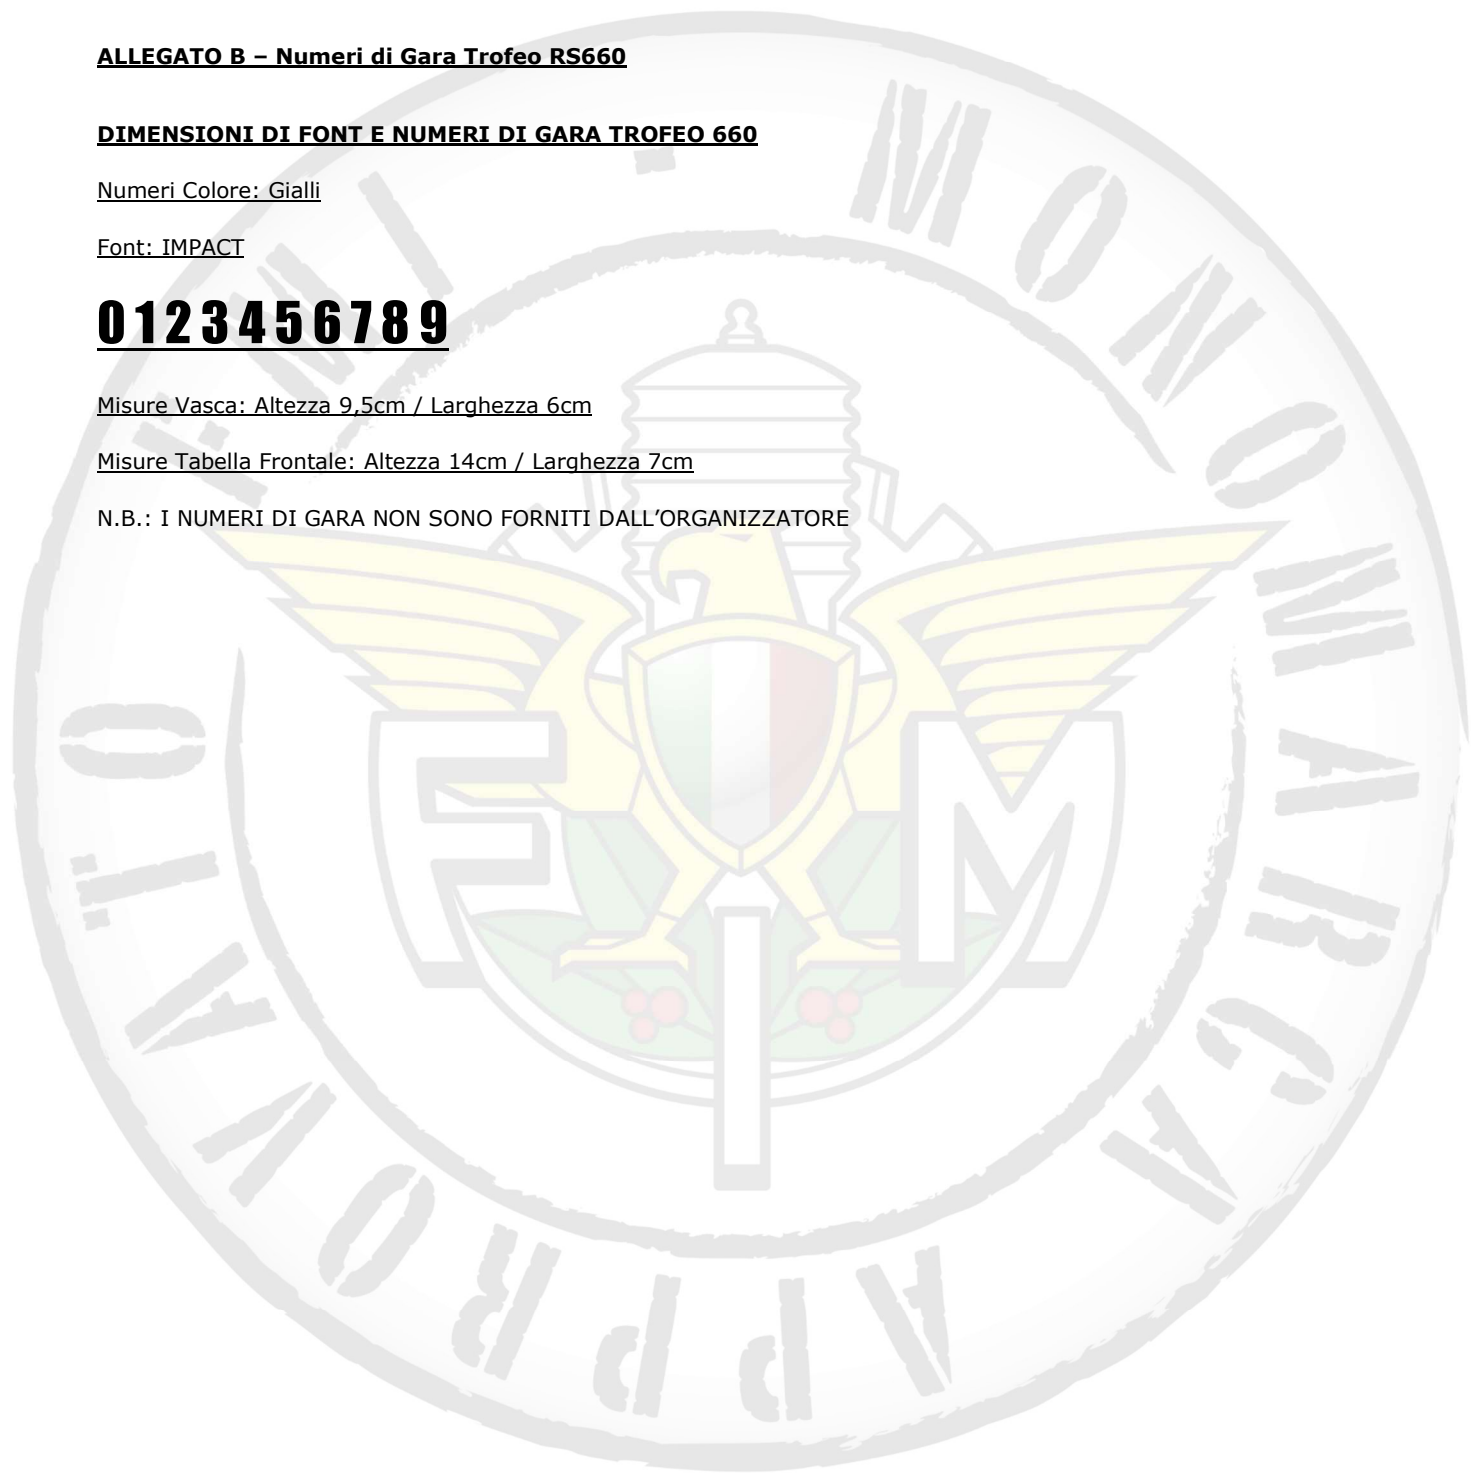 ALLEGATO B – Numeri di Gara Trofeo RS660
DIMENSIONI DI FONT E NUMERI DI GARA TROFEO 660
Numeri Colore: Gialli
Font: IMPACT
0 1 2 3 4 5 6 7 8 9
Misure Vasca: Altezza 9,5cm / Larghezza 6cm
Misure Tabella Frontale: Altezza 14cm / Larghezza 7cm
N.B.: I NUMERI DI GARA NON SONO FORNITI DALL’ORGANIZZATORE
FMI - MONOMARCA APPROVATO
FMI